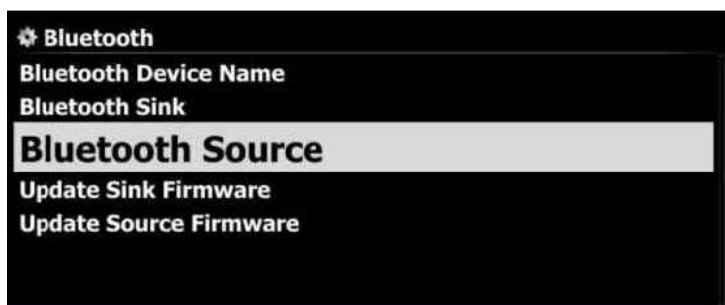 Bluetooth
Bluetooth Device Name
Bluetooth Sink
Bluetooth Source
Update Sink Firmware
Update Source Firmware